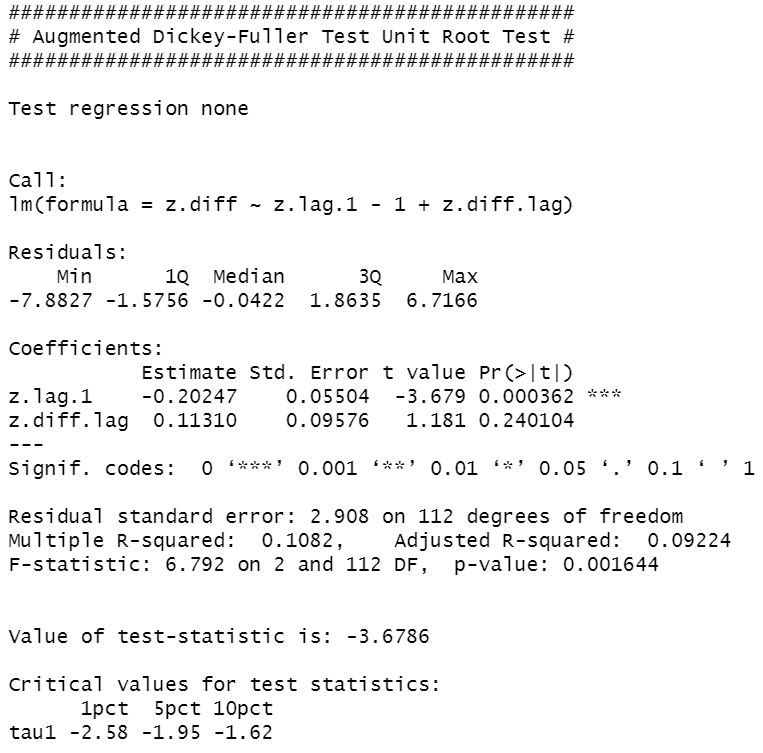 ###############################################
# Augmented Dickey-Fuller Test Unit Root Test #
###############################################
Test regression none
Call:
lm(formula = z.diff ~ z.lag.1 - 1 + z.diff.lag)
Residuals:
    Min      1Q  Median      3Q     Max
-7.8827 -1.5756 -0.0422  1.8635  6.7166
Coefficients:
           Estimate Std. Error t value Pr(>|t|)
z.lag.1    -0.20247    0.05504  -3.679 0.000362 ***
z.diff.lag  0.11310    0.09576   1.181 0.240104
---
Signif. codes:  0 ‘***’ 0.001 ‘**’ 0.01 ‘*’ 0.05 ‘.’ 0.1 ‘ ’ 1
Residual standard error: 2.908 on 112 degrees of freedom
Multiple R-squared:  0.1082,    Adjusted R-squared:  0.09224
F-statistic: 6.792 on 2 and 112 DF,  p-value: 0.001644
Value of test-statistic is: -3.6786
Critical values for test statistics:
      1pct  5pct 10pct
tau1 -2.58 -1.95 -1.62